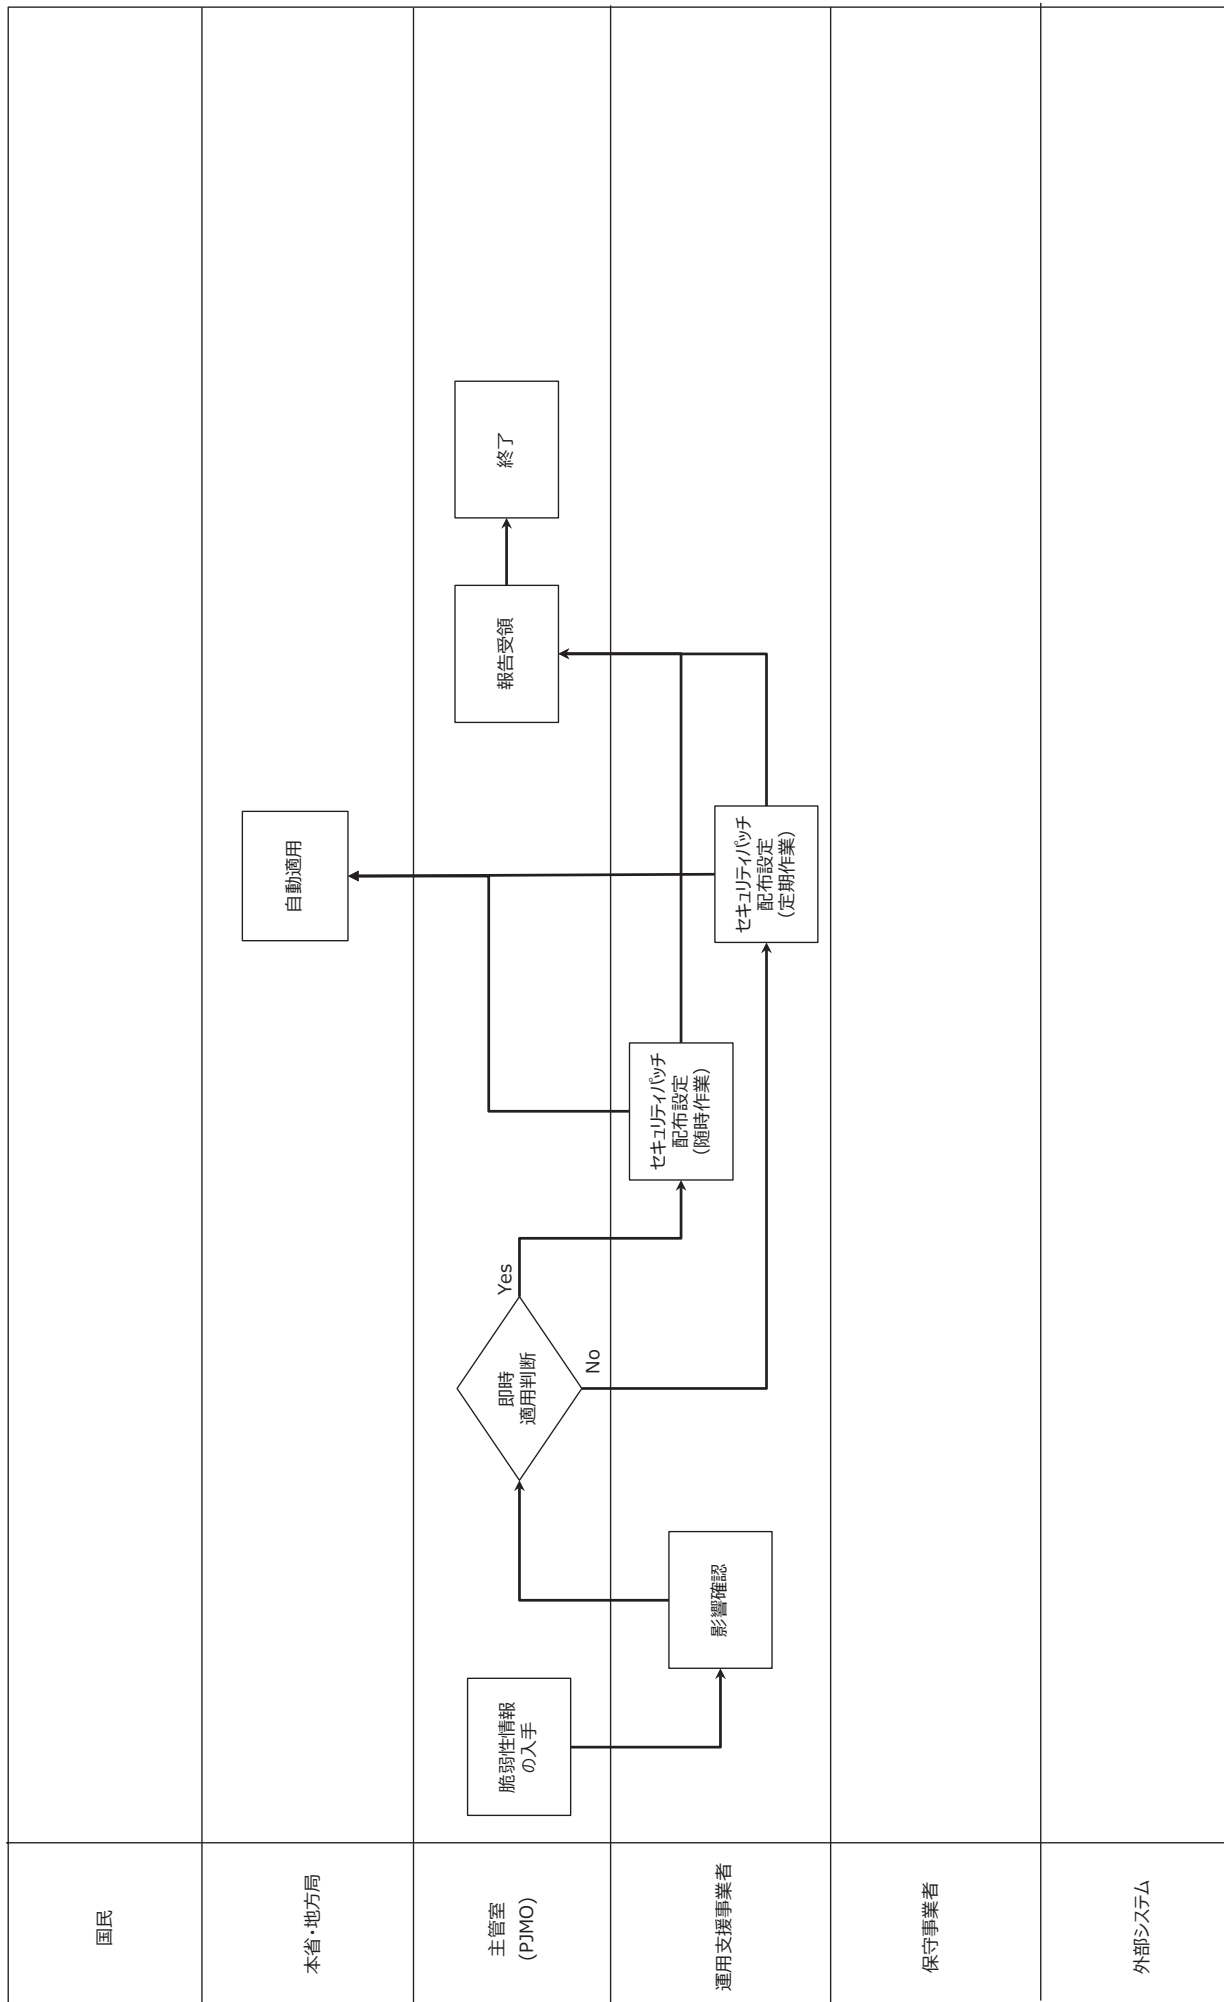 国民
本省・地方局
自動適用
主管室
(PJMO)
脆弱性情報
の入手
即時
適用判断
Yes
No
報告受領
終了
運用支援事業者
影響確認
セキュリティパッチ
配布設定
(随時作業)
セキュリティパッチ
配布設定
(定期作業)
保守事業者
外部システム